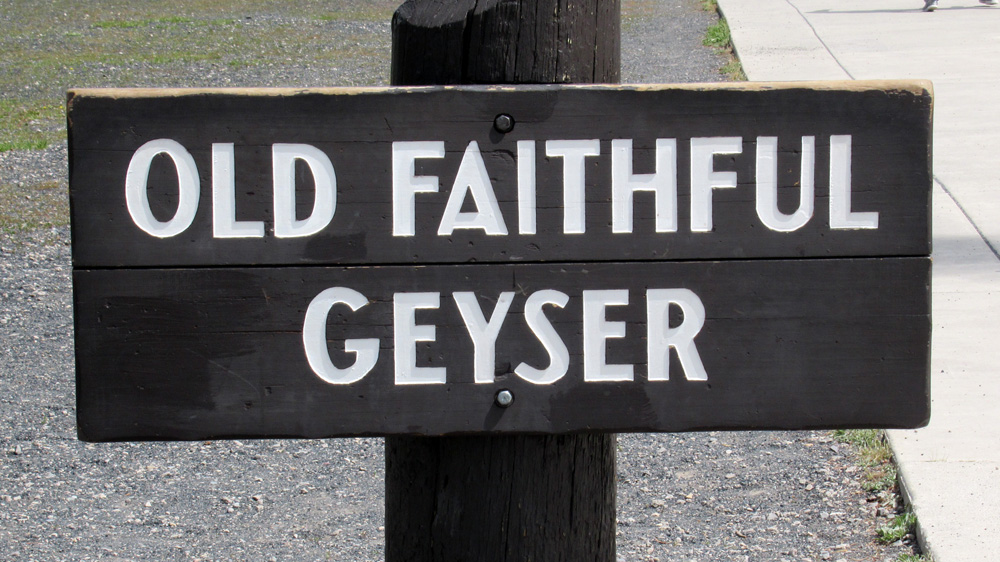 OLD FAITHFUL
GEYSER